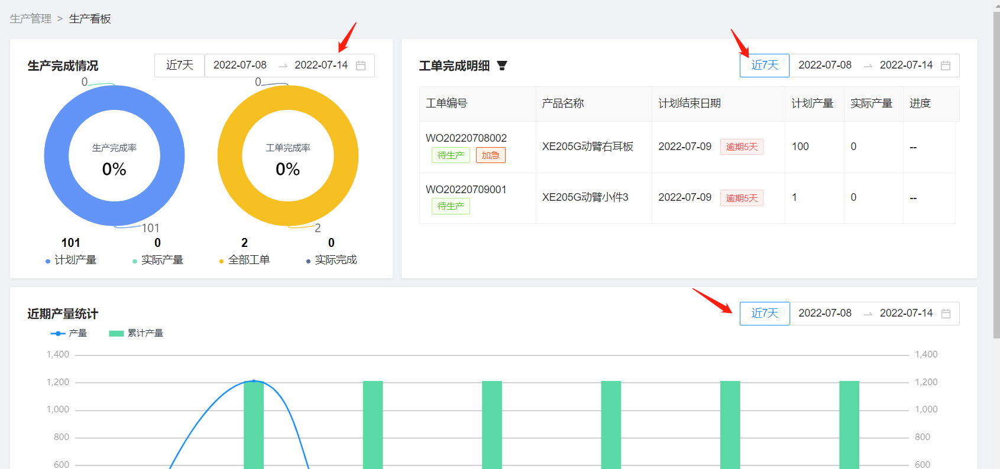 生产管理 > 生产看板
生产完成情况
近7天 2022-07-08 → 2022-07-14
0
0
生产完成率
0%
工单完成率
0%
101
2
101 0 2 0
计划产量 实际产量 全部工单 实际完成
工单完成明细
近7天 2022-07-08 → 2022-07-14
工单编号 产品名称 计划结束日期 计划产量 实际产量 进度
WO20220708002
待生产 加急
XE205G动臂右耳板 2022-07-09 逾期5天 100 0 --
WO20220709001
待生产
XE205G动臂小件3 2022-07-09 逾期5天 1 0 --
近期产量统计
近7天 2022-07-08 → 2022-07-14
产量 累计产量
1,400 1,400
1,200 1,200
1,000 1,000
800 800
600 600